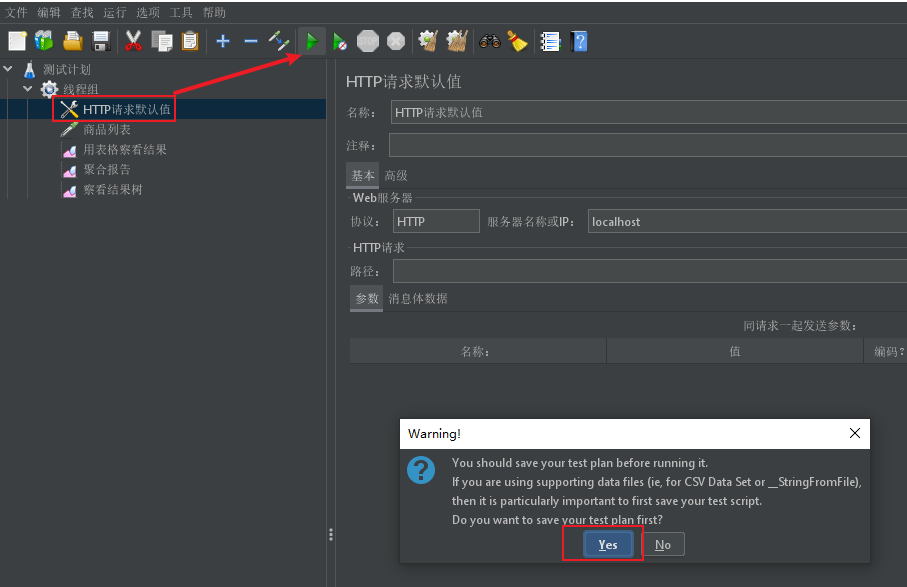 文件 编辑 查找 运行 选项 工具 帮助
测试计划
线程组
HTTP请求默认值
商品列表
用表格察看结果
聚合报告
察看结果树
HTTP请求默认值
名称： HTTP请求默认值
注释：
基本 高级
Web服务器
协议： HTTP 服务器名称或IP： localhost
HTTP请求
路径：
参数 消息体数据
同请求一起发送参数：
名称： 值 编码？
Warning!
You should save your test plan before running it.
If you are using supporting data files (ie, for CSV Data Set or __StringFromFile),
then it is particularly important to first save your test script.
Do you want to save your test plan first?
Yes No